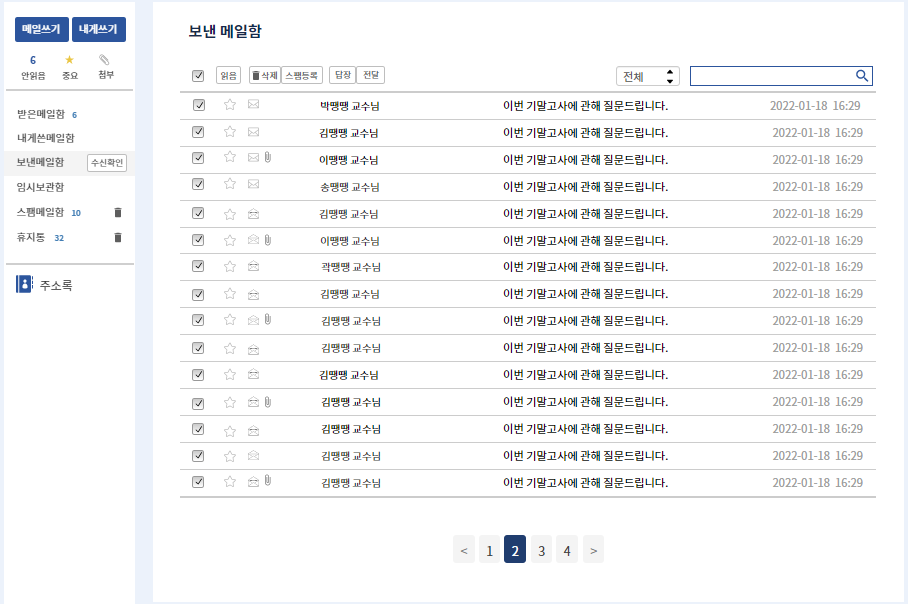 메일쓰기 내게쓰기
6
안읽음 중요 첨부
받은메일함 6
내게쓴메일함
보낸메일함 수신확인
임시보관함
스팸메일함 10
휴지통 32
주소록
보낸 메일함
읽음 삭제 스팸등록 답장 전달 전체
박땡땡 교수님 이번 기말고사에 관해 질문드립니다. 2022-01-18 16:29
김땡땡 교수님 이번 기말고사에 관해 질문드립니다. 2022-01-18 16:29
이땡땡 교수님 이번 기말고사에 관해 질문드립니다. 2022-01-18 16:29
송땡땡 교수님 이번 기말고사에 관해 질문드립니다. 2022-01-18 16:29
김땡땡 교수님 이번 기말고사에 관해 질문드립니다. 2022-01-18 16:29
이땡땡 교수님 이번 기말고사에 관해 질문드립니다. 2022-01-18 16:29
곽땡땡 교수님 이번 기말고사에 관해 질문드립니다. 2022-01-18 16:29
김땡땡 교수님 이번 기말고사에 관해 질문드립니다. 2022-01-18 16:29
김땡땡 교수님 이번 기말고사에 관해 질문드립니다. 2022-01-18 16:29
김땡땡 교수님 이번 기말고사에 관해 질문드립니다. 2022-01-18 16:29
김땡땡 교수님 이번 기말고사에 관해 질문드립니다. 2022-01-18 16:29
김땡땡 교수님 이번 기말고사에 관해 질문드립니다. 2022-01-18 16:29
김땡땡 교수님 이번 기말고사에 관해 질문드립니다. 2022-01-18 16:29
김땡땡 교수님 이번 기말고사에 관해 질문드립니다. 2022-01-18 16:29
김땡땡 교수님 이번 기말고사에 관해 질문드립니다. 2022-01-18 16:29
< 1 2 3 4 >